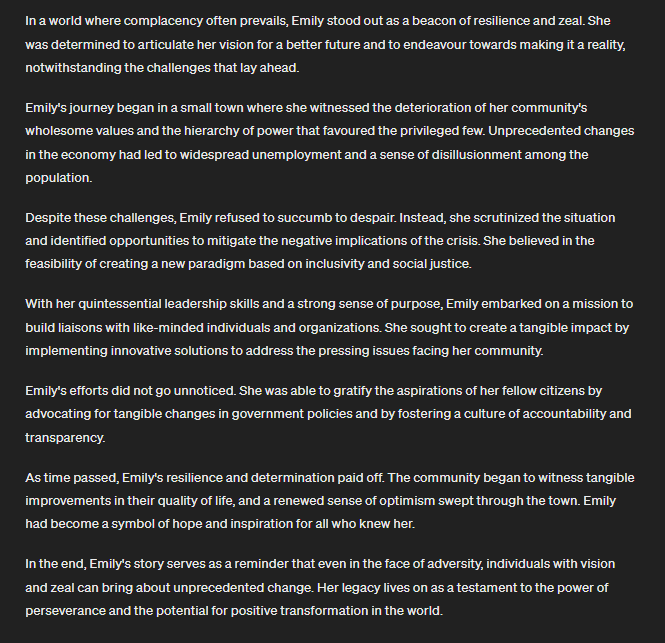 In a world where complacency often prevails, Emily stood out as a beacon of resilience and zeal. She
was determined to articulate her vision for a better future and to endeavour towards making it a reality,
notwithstanding the challenges that lay ahead.
Emily's journey began in a small town where she witnessed the deterioration of her community's
wholesome values and the hierarchy of power that favoured the privileged few. Unprecedented changes
in the economy had led to widespread unemployment and a sense of disillusionment among the
population.
Despite these challenges, Emily refused to succumb to despair. Instead, she scrutinized the situation
and identified opportunities to mitigate the negative implications of the crisis. She believed in the
feasibility of creating a new paradigm based on inclusivity and social justice.
With her quintessential leadership skills and a strong sense of purpose, Emily embarked on a mission to
build liaisons with like-minded individuals and organizations. She sought to create a tangible impact by
implementing innovative solutions to address the pressing issues facing her community.
Emily's efforts did not go unnoticed. She was able to gratify the aspirations of her fellow citizens by
advocating for tangible changes in government policies and by fostering a culture of accountability and
transparency.
As time passed, Emily's resilience and determination paid off. The community began to witness tangible
improvements in their quality of life, and a renewed sense of optimism swept through the town. Emily
had become a symbol of hope and inspiration for all who knew her.
In the end, Emily's story serves as a reminder that even in the face of adversity, individuals with vision
and zeal can bring about unprecedented change. Her legacy lives on as a testament to the power of
perseverance and the potential for positive transformation in the world.